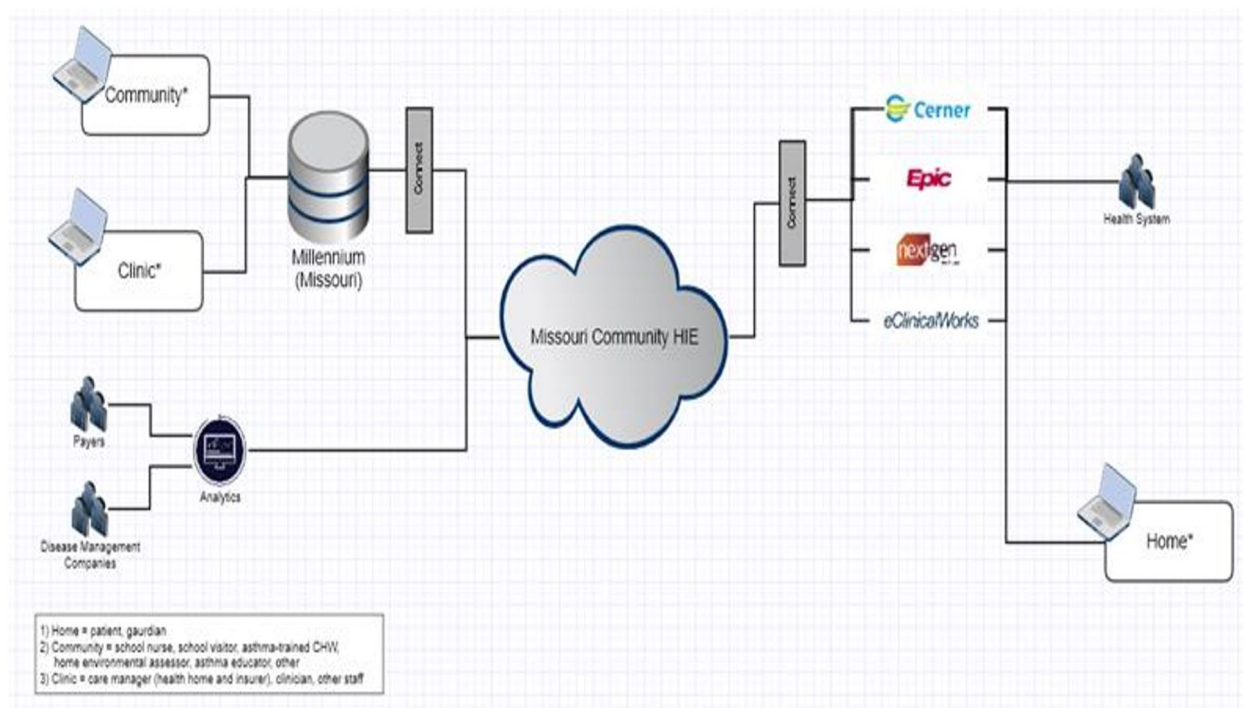 Community*
Clinic*
Millennium
(Missouri)
Connect
Payers
Disease Management
Companies
Analytics
Missouri Community HIE
Connect
Cerner
Epic
nextgen
eClinicalWorks
Health System
Home*
1) Home = patient, gaurdian
2) Community = school nurse, school visitor, asthma-trained CHW,
home environmental assessor, asthma educator, other
3) Clinic = care manager (health home and insurer), clinician, other staff